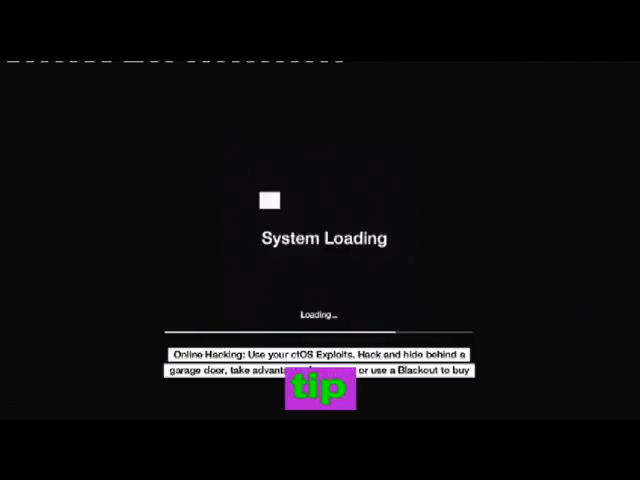 System Loading
Loading...
Online Hacking: Use your ctOS Exploits, Hack and hide behind a
garage door, take or use a Blackout to buy
tip